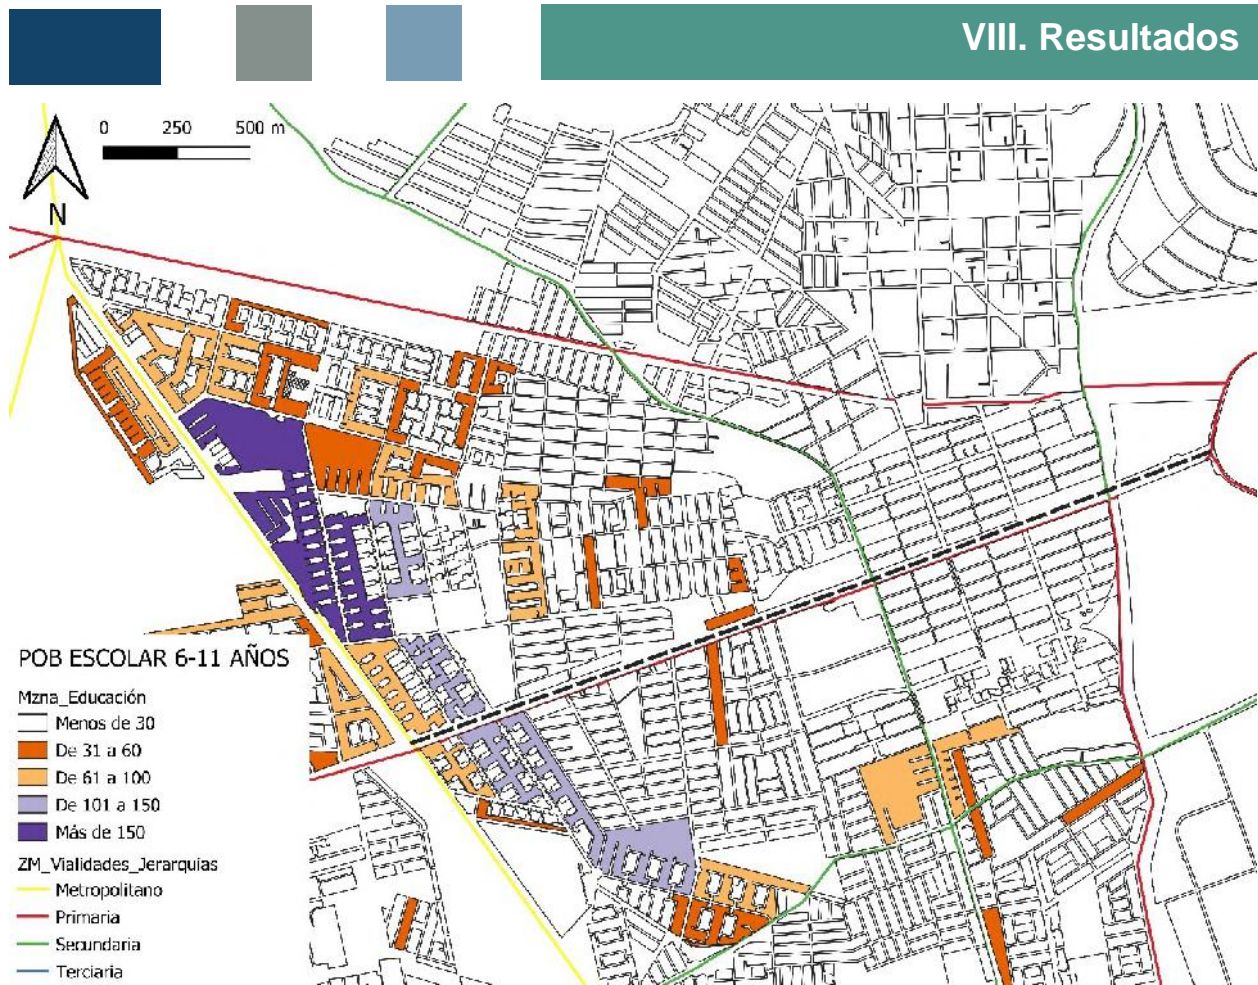 VIII. Resultados
0 250 500 m
N
POB ESCOLAR 6-11 AÑOS
Mzna_Educación
Menos de 30
De 31 a 60
De 61 a 100
De 101 a 150
Más de 150
ZM_Vialidades_Jerarquías
Metropolitano
Primaria
Secundaria
Terciaria